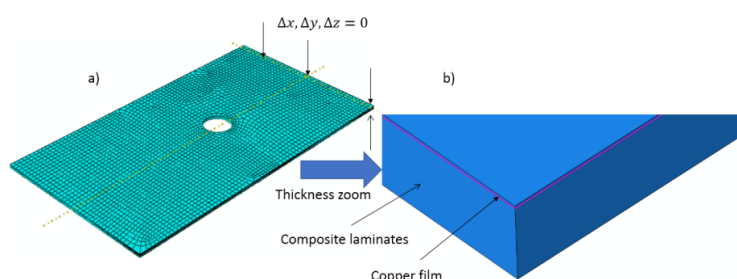 Δx, Δy, Δz = 0
a)
b)
Thickness zoom
Composite laminates
Copper film